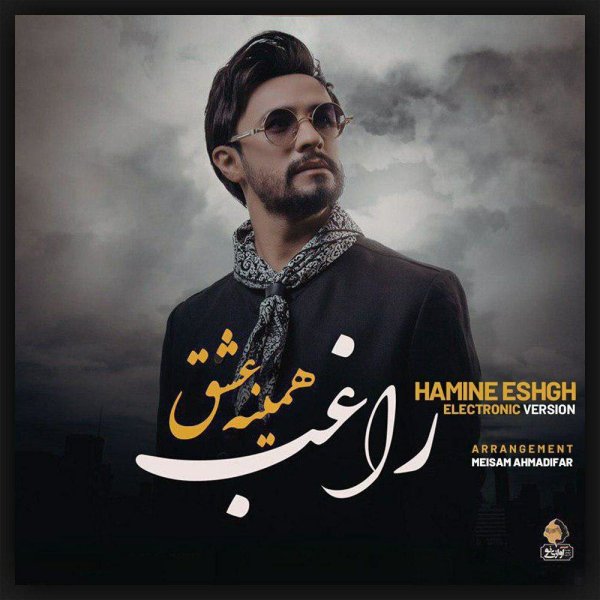 همینه عشق
راغب
HAMINE ESHGH
ELECTRONIC VERSION
ARRANGEMENT
MEISAM AHMADIFAR